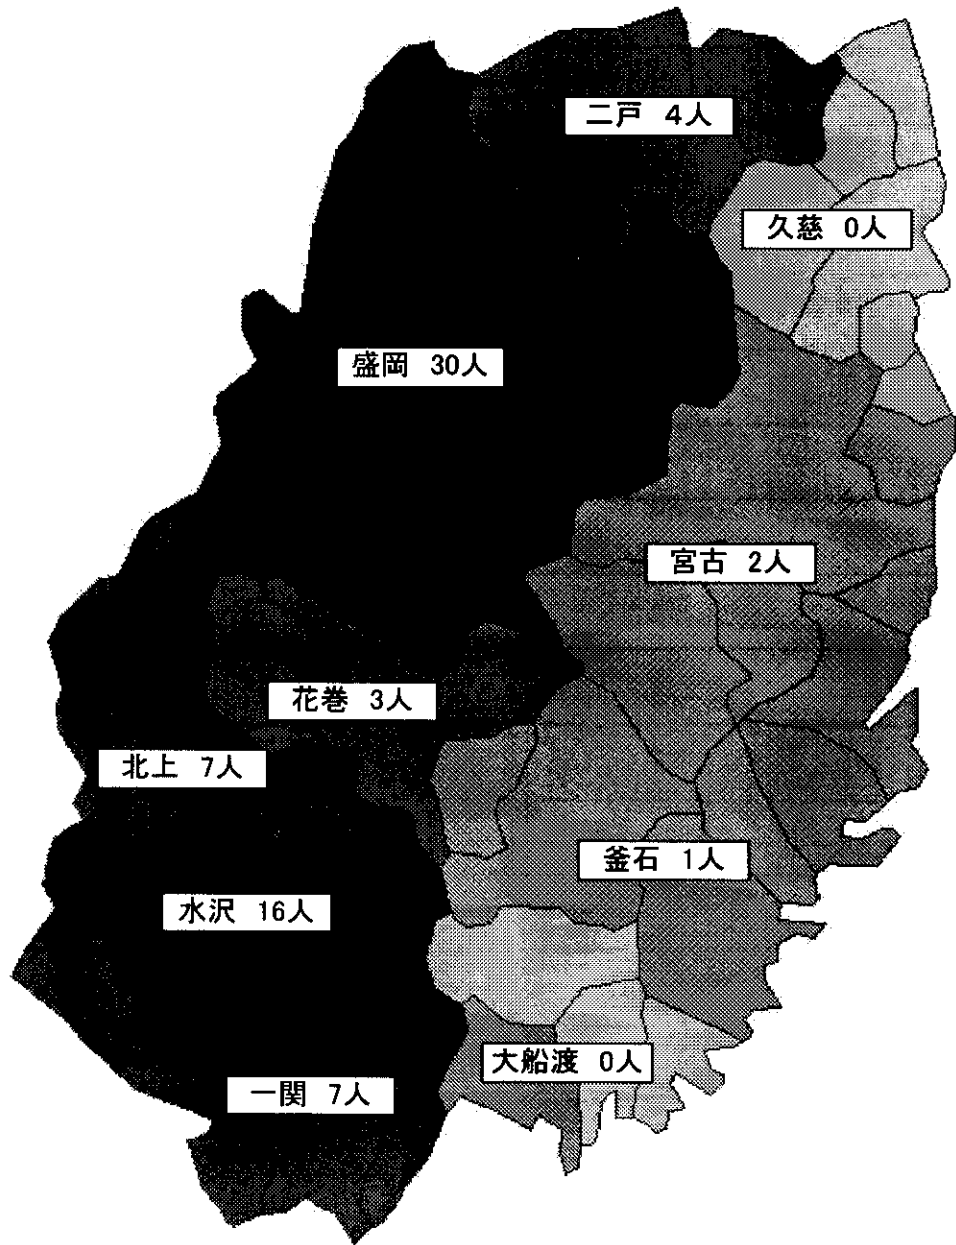 二戸 4人
久慈 0人
盛岡 30人
宮古 2人
花巻 3人
北上 7人
釜石 1人
水沢 16人
大船渡 0人
一関 7人